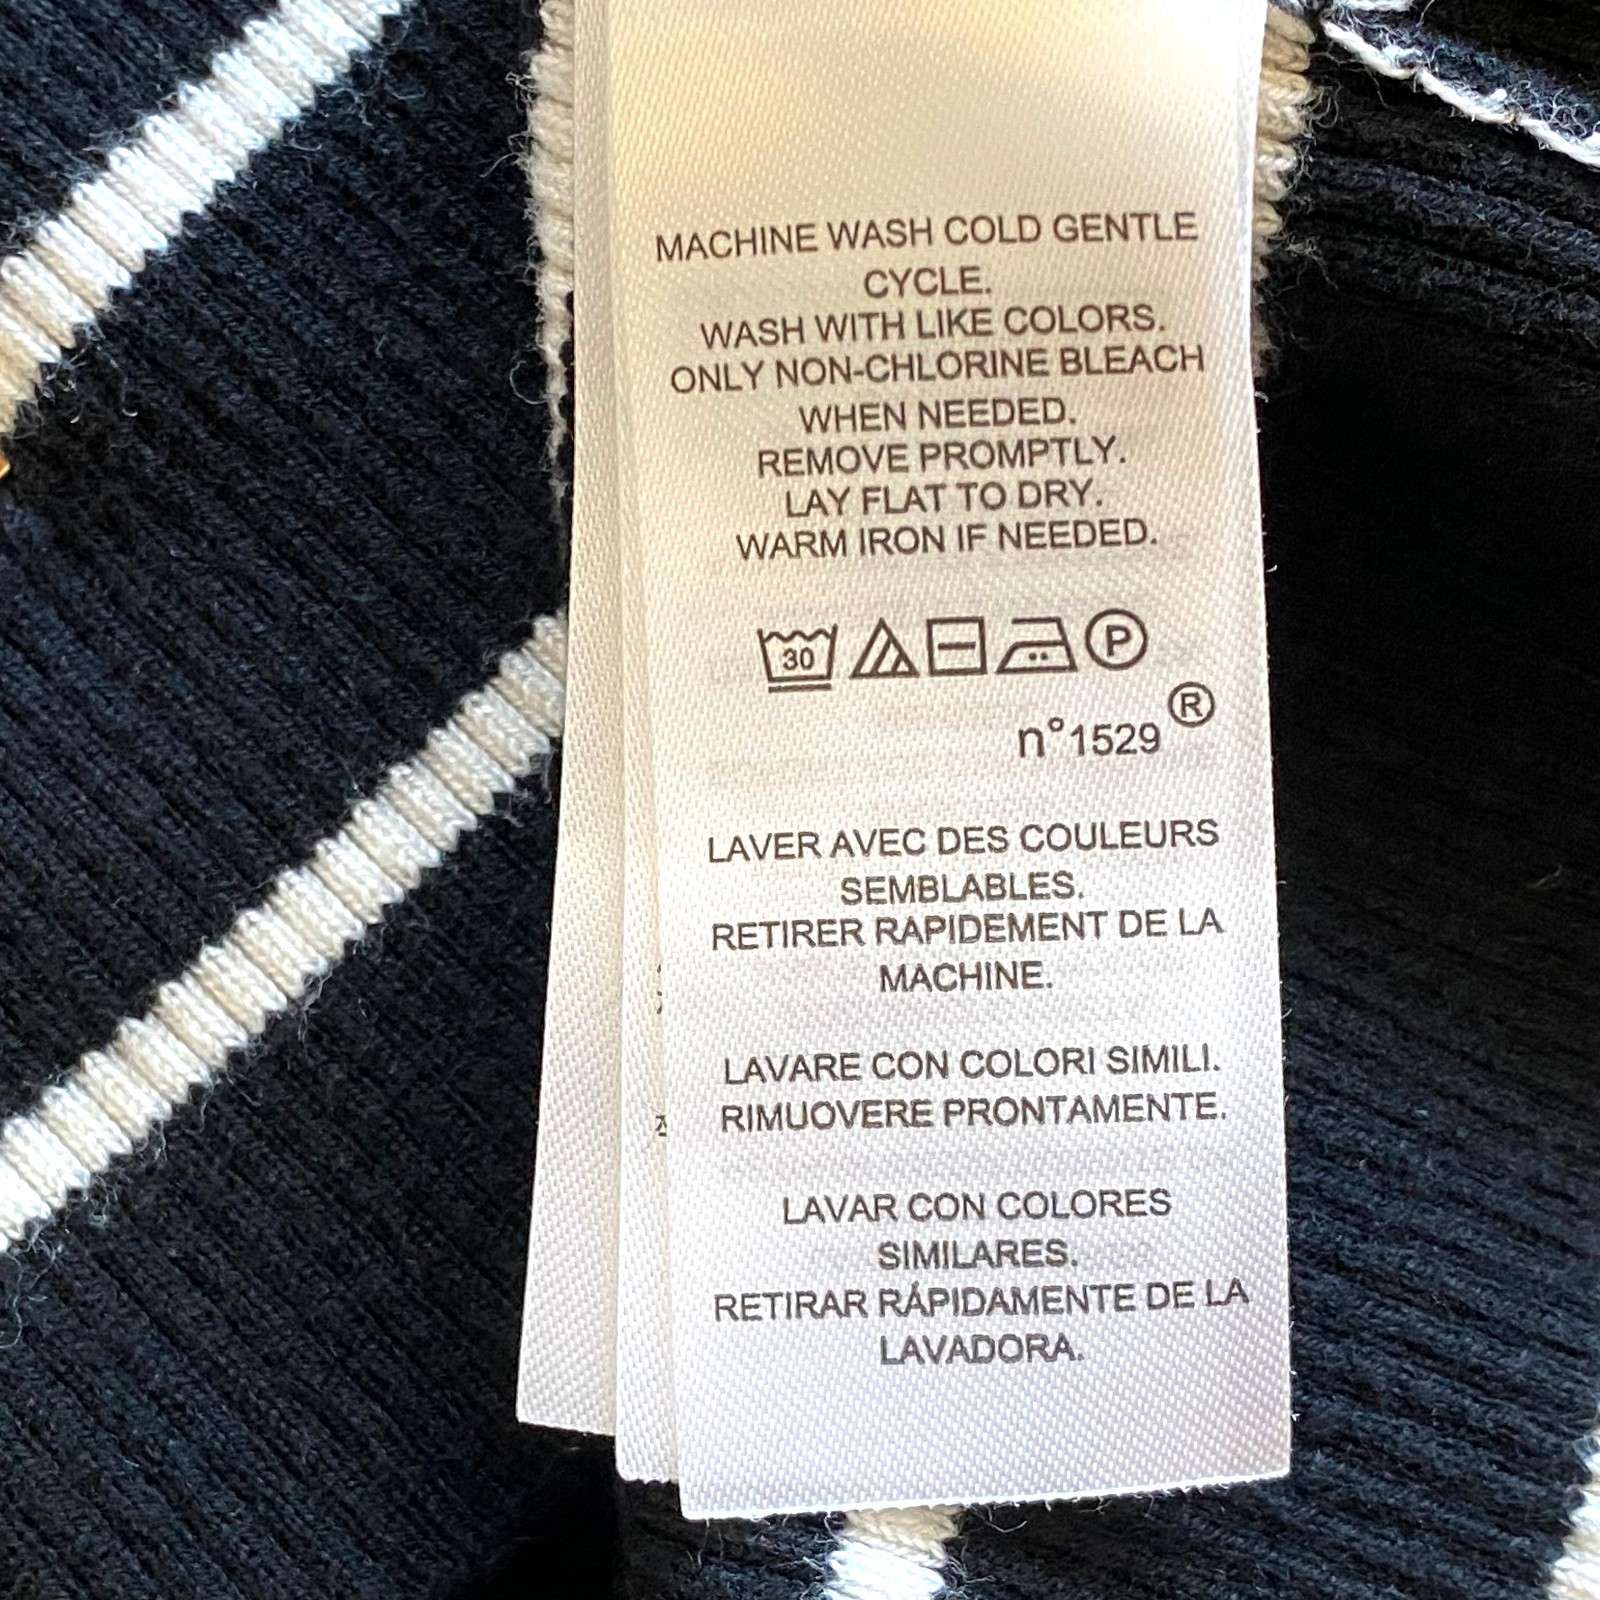 MACHINE WASH COLD GENTLE
CYCLE.
WASH WITH LIKE COLORS.
ONLY NON-CHLORINE BLEACH
WHEN NEEDED.
REMOVE PROMPTLY.
LAY FLAT TO DRY.
WARM IRON IF NEEDED.
30 P
n°1529®
LAVER AVEC DES COULEURS
SEMBLABLES.
RETIRER RAPIDEMENT DE LA
MACHINE.
LAVARE CON COLORI SIMILI.
RIMUOVERE PRONTAMENTE.
LAVAR CON COLORES
SIMILARES.
RETIRAR RÁPIDAMENTE DE LA
LAVADORA.